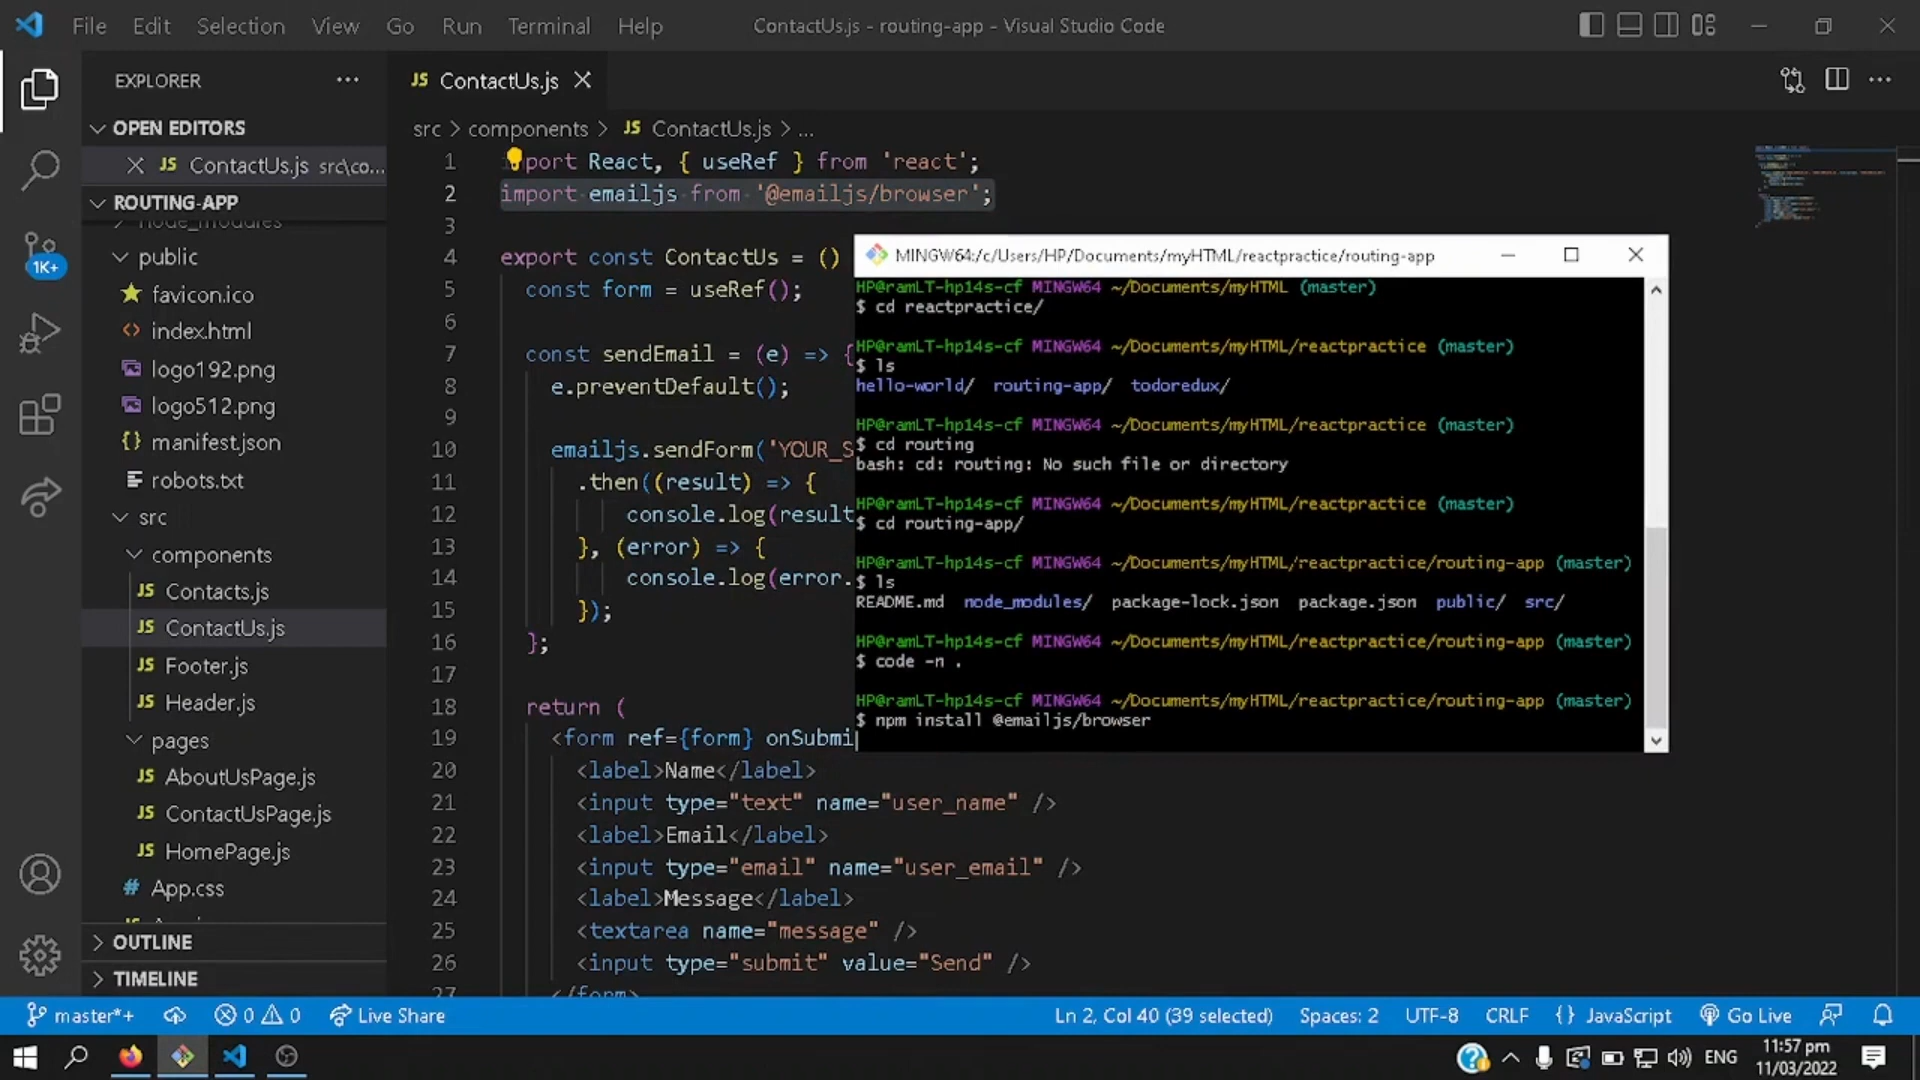 File Edit Selection View Go Run Terminal Help
ContactUs.js - routing-app - Visual Studio Code
EXPLORER
OPEN EDITORS
JS ContactUs.js src\co...
ROUTING-APP
node_modules
public
favicon.ico
index.html
logo192.png
logo512.png
manifest.json
robots.txt
src
components
JS Contacts.js
JS ContactUs.js
JS Footer.js
JS Header.js
pages
JS AboutUsPage.js
JS ContactUsPage.js
JS HomePage.js
# App.css
OUTLINE
TIMELINE
1K+
JS ContactUs.js
src > components > JS ContactUs.js > ...
1 port React, { useRef } from 'react';
2 import emailjs from '@emailjs/browser';
3
4 export const ContactUs = ()
5 const form = useRef();
6
7 const sendEmail = (e) => {
8 e.preventDefault();
9
10 emailjs.sendForm('YOUR_S
11 .then((result) => {
12 console.log(result
13 }, (error) => {
14 console.log(error.
15 });
16 };
17
18 return (
19 <form ref={form} onSubmi
20 <label>Name</label>
21 <input type="text" name="user_name" />
22 <label>Email</label>
23 <input type="email" name="user_email" />
24 <label>Message</label>
25 <textarea name="message" />
26 <input type="submit" value="Send" />
27 </form>
MINGW64:/c/Users/HP/Documents/myHTML/reactpractice/routing-app
HP@ramLT-hp14s-cf MINGW64 ~/Documents/myHTML (master)
$ cd reactpractice/
HP@ramLT-hp14s-cf MINGW64 ~/Documents/myHTML/reactpractice (master)
$ ls
hello-world/ routing-app/ todoredux/
HP@ramLT-hp14s-cf MINGW64 ~/Documents/myHTML/reactpractice (master)
$ cd routing
bash: cd: routing: No such file or directory
HP@ramLT-hp14s-cf MINGW64 ~/Documents/myHTML/reactpractice (master)
$ cd routing-app/
HP@ramLT-hp14s-cf MINGW64 ~/Documents/myHTML/reactpractice/routing-app (master)
$ ls
README.md node_modules/ package-lock.json package.json public/ src/
HP@ramLT-hp14s-cf MINGW64 ~/Documents/myHTML/reactpractice/routing-app (master)
$ code -n .
HP@ramLT-hp14s-cf MINGW64 ~/Documents/myHTML/reactpractice/routing-app (master)
$ npm install @emailjs/browser
master*+ 0 0 Live Share Ln 2, Col 40 (39 selected) Spaces: 2 UTF-8 CRLF {} JavaScript Go Live
ENG
11:57 pm
11/03/2022